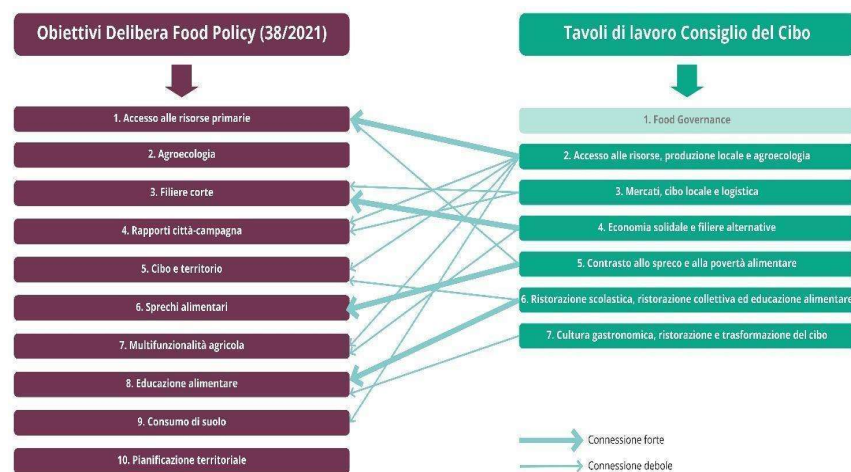 Obiettivi Delibera Food Policy (38/2021)
1. Accesso alle risorse primarie
2. Agroecologia
3. Filiere corte
4. Rapporti città-campagna
5. Cibo e territorio
6. Sprechi alimentari
7. Multifunzionalità agricola
8. Educazione alimentare
9. Consumo di suolo
10. Pianificazione territoriale
Tavoli di lavoro Consiglio del Cibo
1. Food Governance
2. Accesso alle risorse, produzione locale e agroecologia
3. Mercati, cibo locale e logistica
4. Economia solidale e filiere alternative
5. Contrasto allo spreco e alla povertà alimentare
6. Ristorazione scolastica, ristorazione collettiva ed educazione alimentare
7. Cultura gastronomica, ristorazione e trasformazione del cibo
Connessione forte
Connessione debole